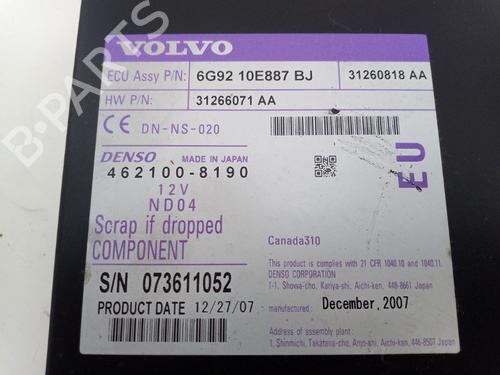 VOLVO
ECU Assy P/N: 6G92 10E887 BJ 31260818 AA
HW P/N: 31266071 AA
CE DN-NS-020
EU
DENSO MADE IN JAPAN
462100-8190
12V
ND04
Scrap if dropped
COMPONENT
S/N 073611052
PRODUCT DATE 12/27/07
Canada310
This product is complies with 21 CFR 1040.10 and 1040.11.
DENSO CORPORATION
1-1, Showa-cho, Kariya-shi, Aichi-ken, 448-8661 Japan
manufactured: December, 2007
Address of assembly plant:
1, Shinmichi, Takatana-cho, Anjo-shi, Aich-ken, 446-8507 Japan
B-PARTS